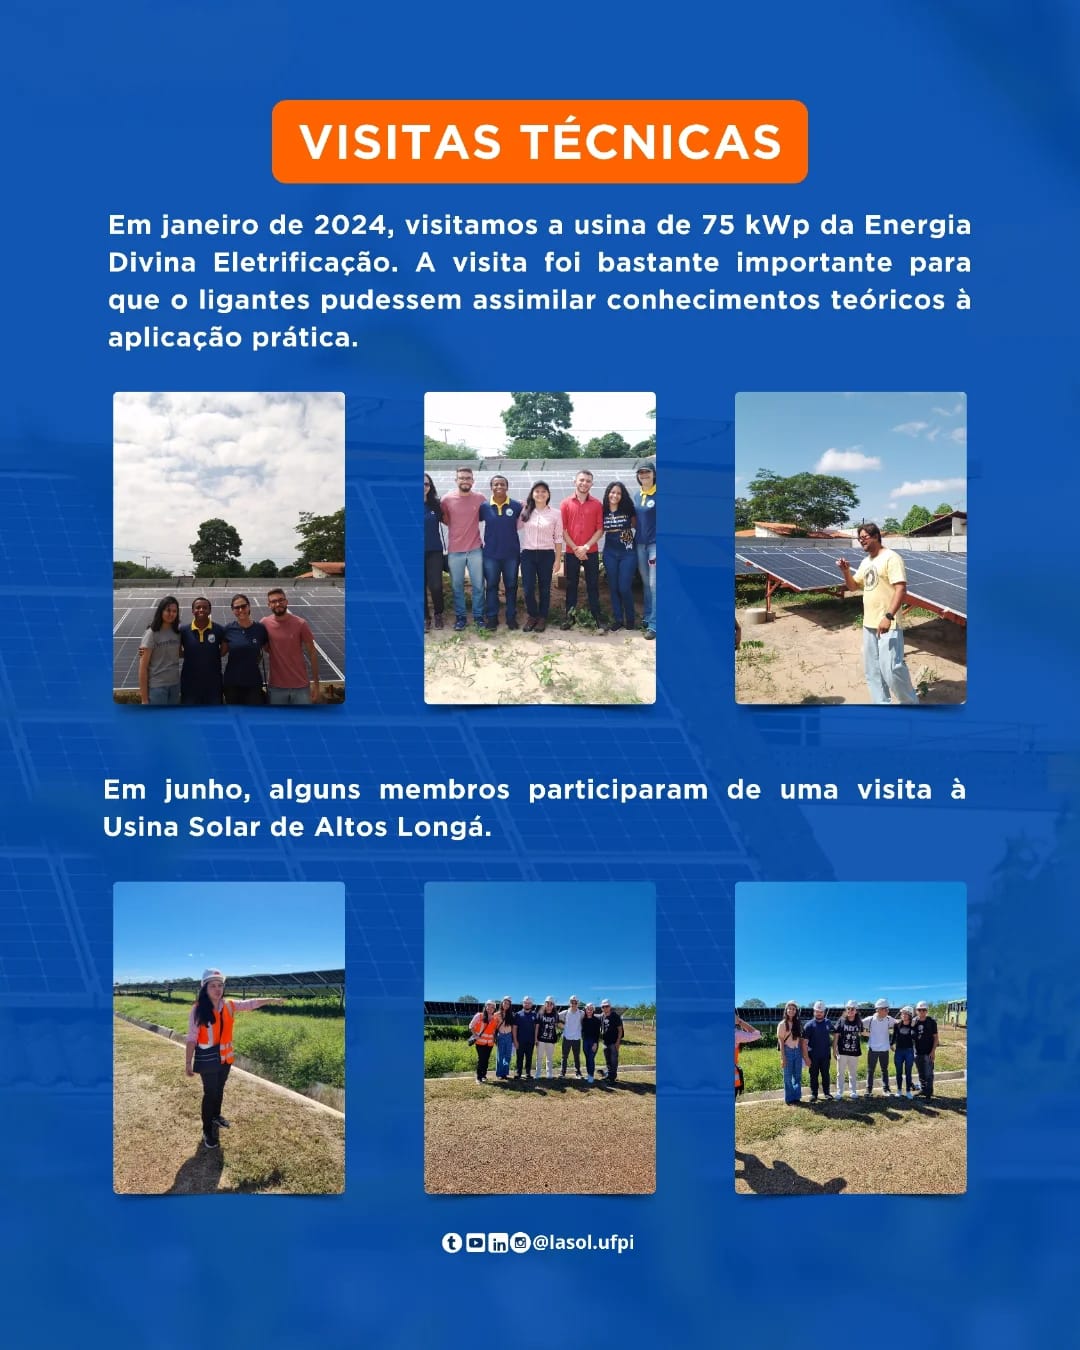 VISITAS TÉCNICAS
Em janeiro de 2024, visitamos a usina de 75 kWp da Energia
Divina Eletrificação. A visita foi bastante importante para
que o ligantes pudessem assimilar conhecimentos teóricos à
aplicação prática.
Em junho, alguns membros participaram de uma visita à
Usina Solar de Altos Longá.
@lasol.ufpi